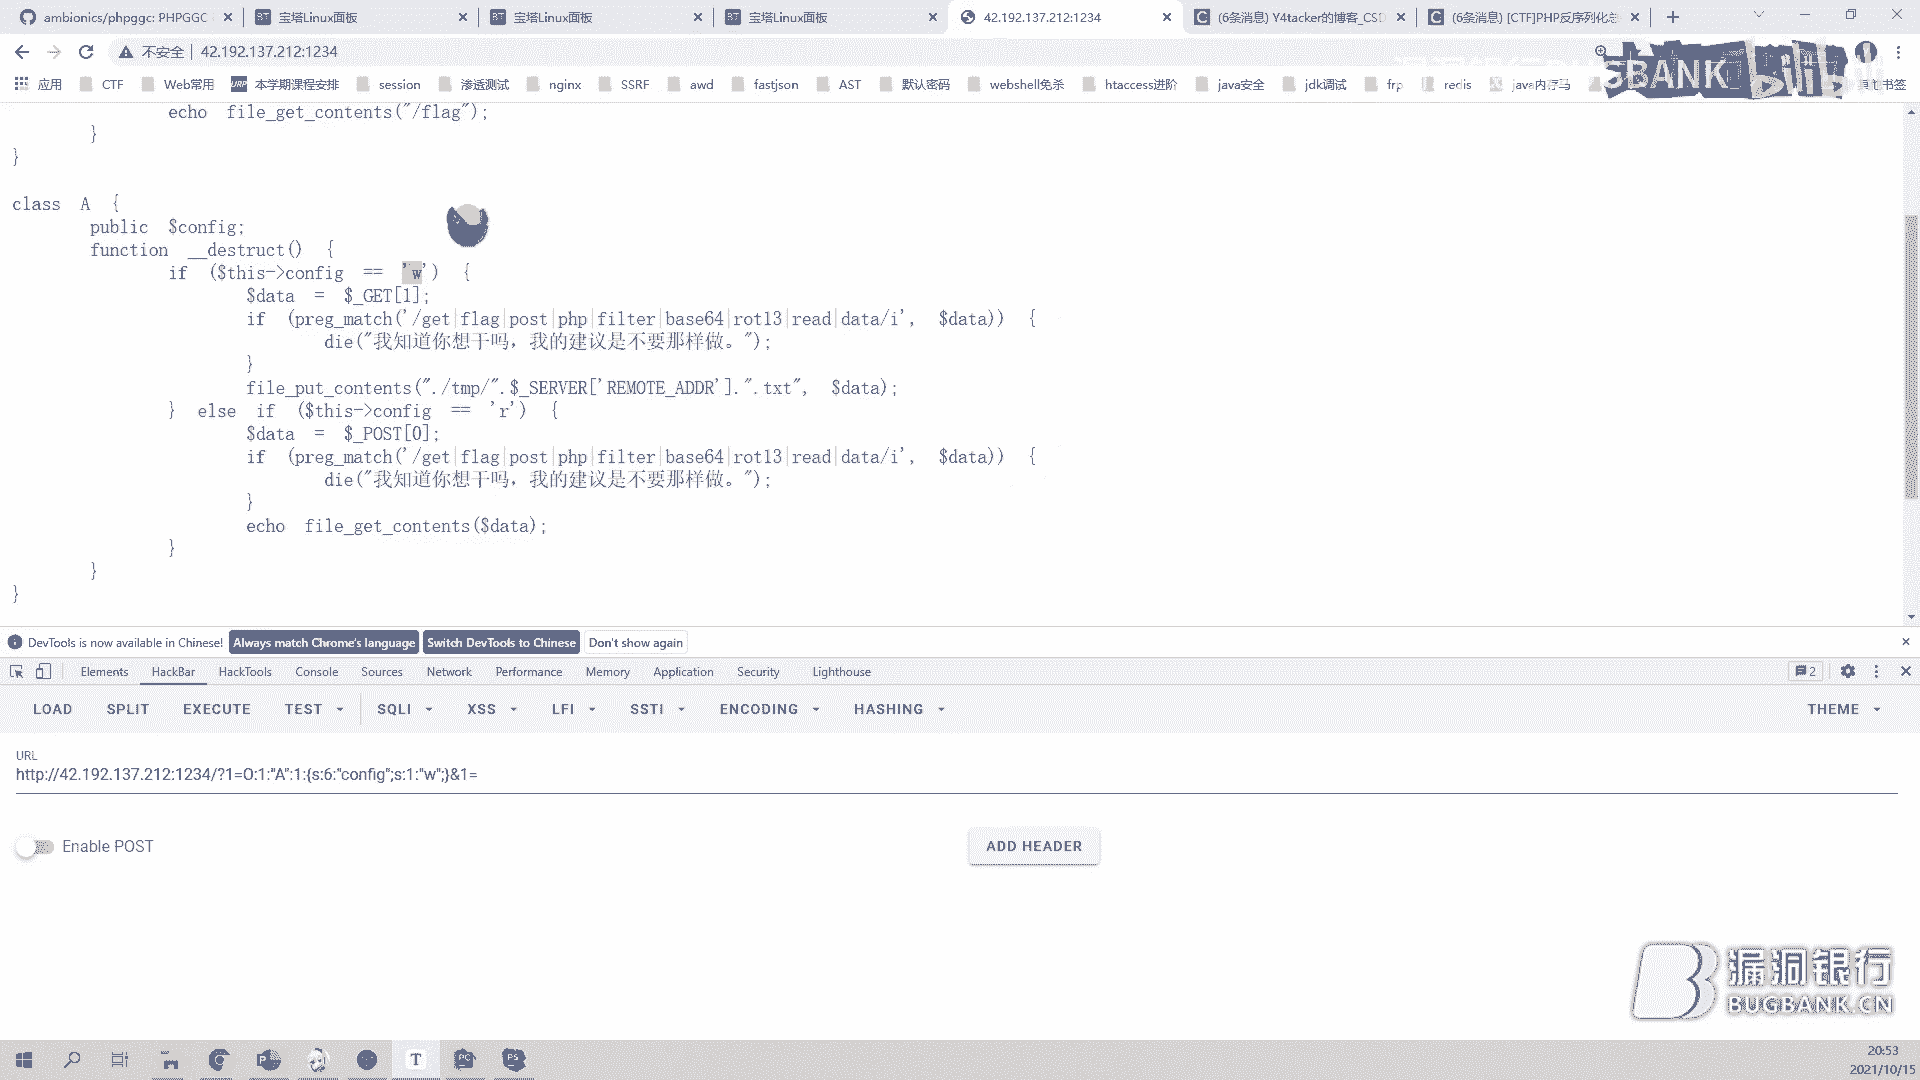 ambionics/phpggc: PHPGGC
宝塔Linux面板
宝塔Linux面板
宝塔Linux面板
42.192.137.212:1234
(6条消息) Y4tacker的博客_CSD
(6条消息) [CTF]PHP反序列化总
不安全 | 42.192.137.212:1234
应用 CTF Web常用 本学期课程安排 session 渗透测试 nginx SSRF awd fastjson AST 默认密码 webshell免杀 htaccess进阶 java安全 jdk调试 frp redis java内存马 其他书签
echo file_get_contents("/flag");
}
}
class A {
public $config;
function __destruct() {
if ($this->config == 'w') {
$data = $_GET[1];
if (preg_match('/get|flag|post|php|filter|base64|rot13|read|data/i', $data)) {
die("我知道你想干吗，我的建议是不要那样做。");
}
file_put_contents("./tmp/".$_SERVER['REMOTE_ADDR'].".txt", $data);
} else if ($this->config == 'r') {
$data = $_POST[0];
if (preg_match('/get|flag|post|php|filter|base64|rot13|read|data/i', $data)) {
die("我知道你想干吗，我的建议是不要那样做。");
}
echo file_get_contents($data);
}
}
}
DevTools is now available in Chinese! Always match Chrome's language Switch DevTools to Chinese Don't show again
Elements HackBar HackTools Console Sources Network Performance Memory Application Security Lighthouse 2
LOAD SPLIT EXECUTE TEST SQLI XSS LFI SSTI ENCODING HASHING THEME
URL
http://42.192.137.212:1234/?1=O:1:"A":1:{s:6:"config";s:1:"w";}&1=
Enable POST
ADD HEADER
漏洞银行
BUGBANK.CN
20:53
2021/10/15